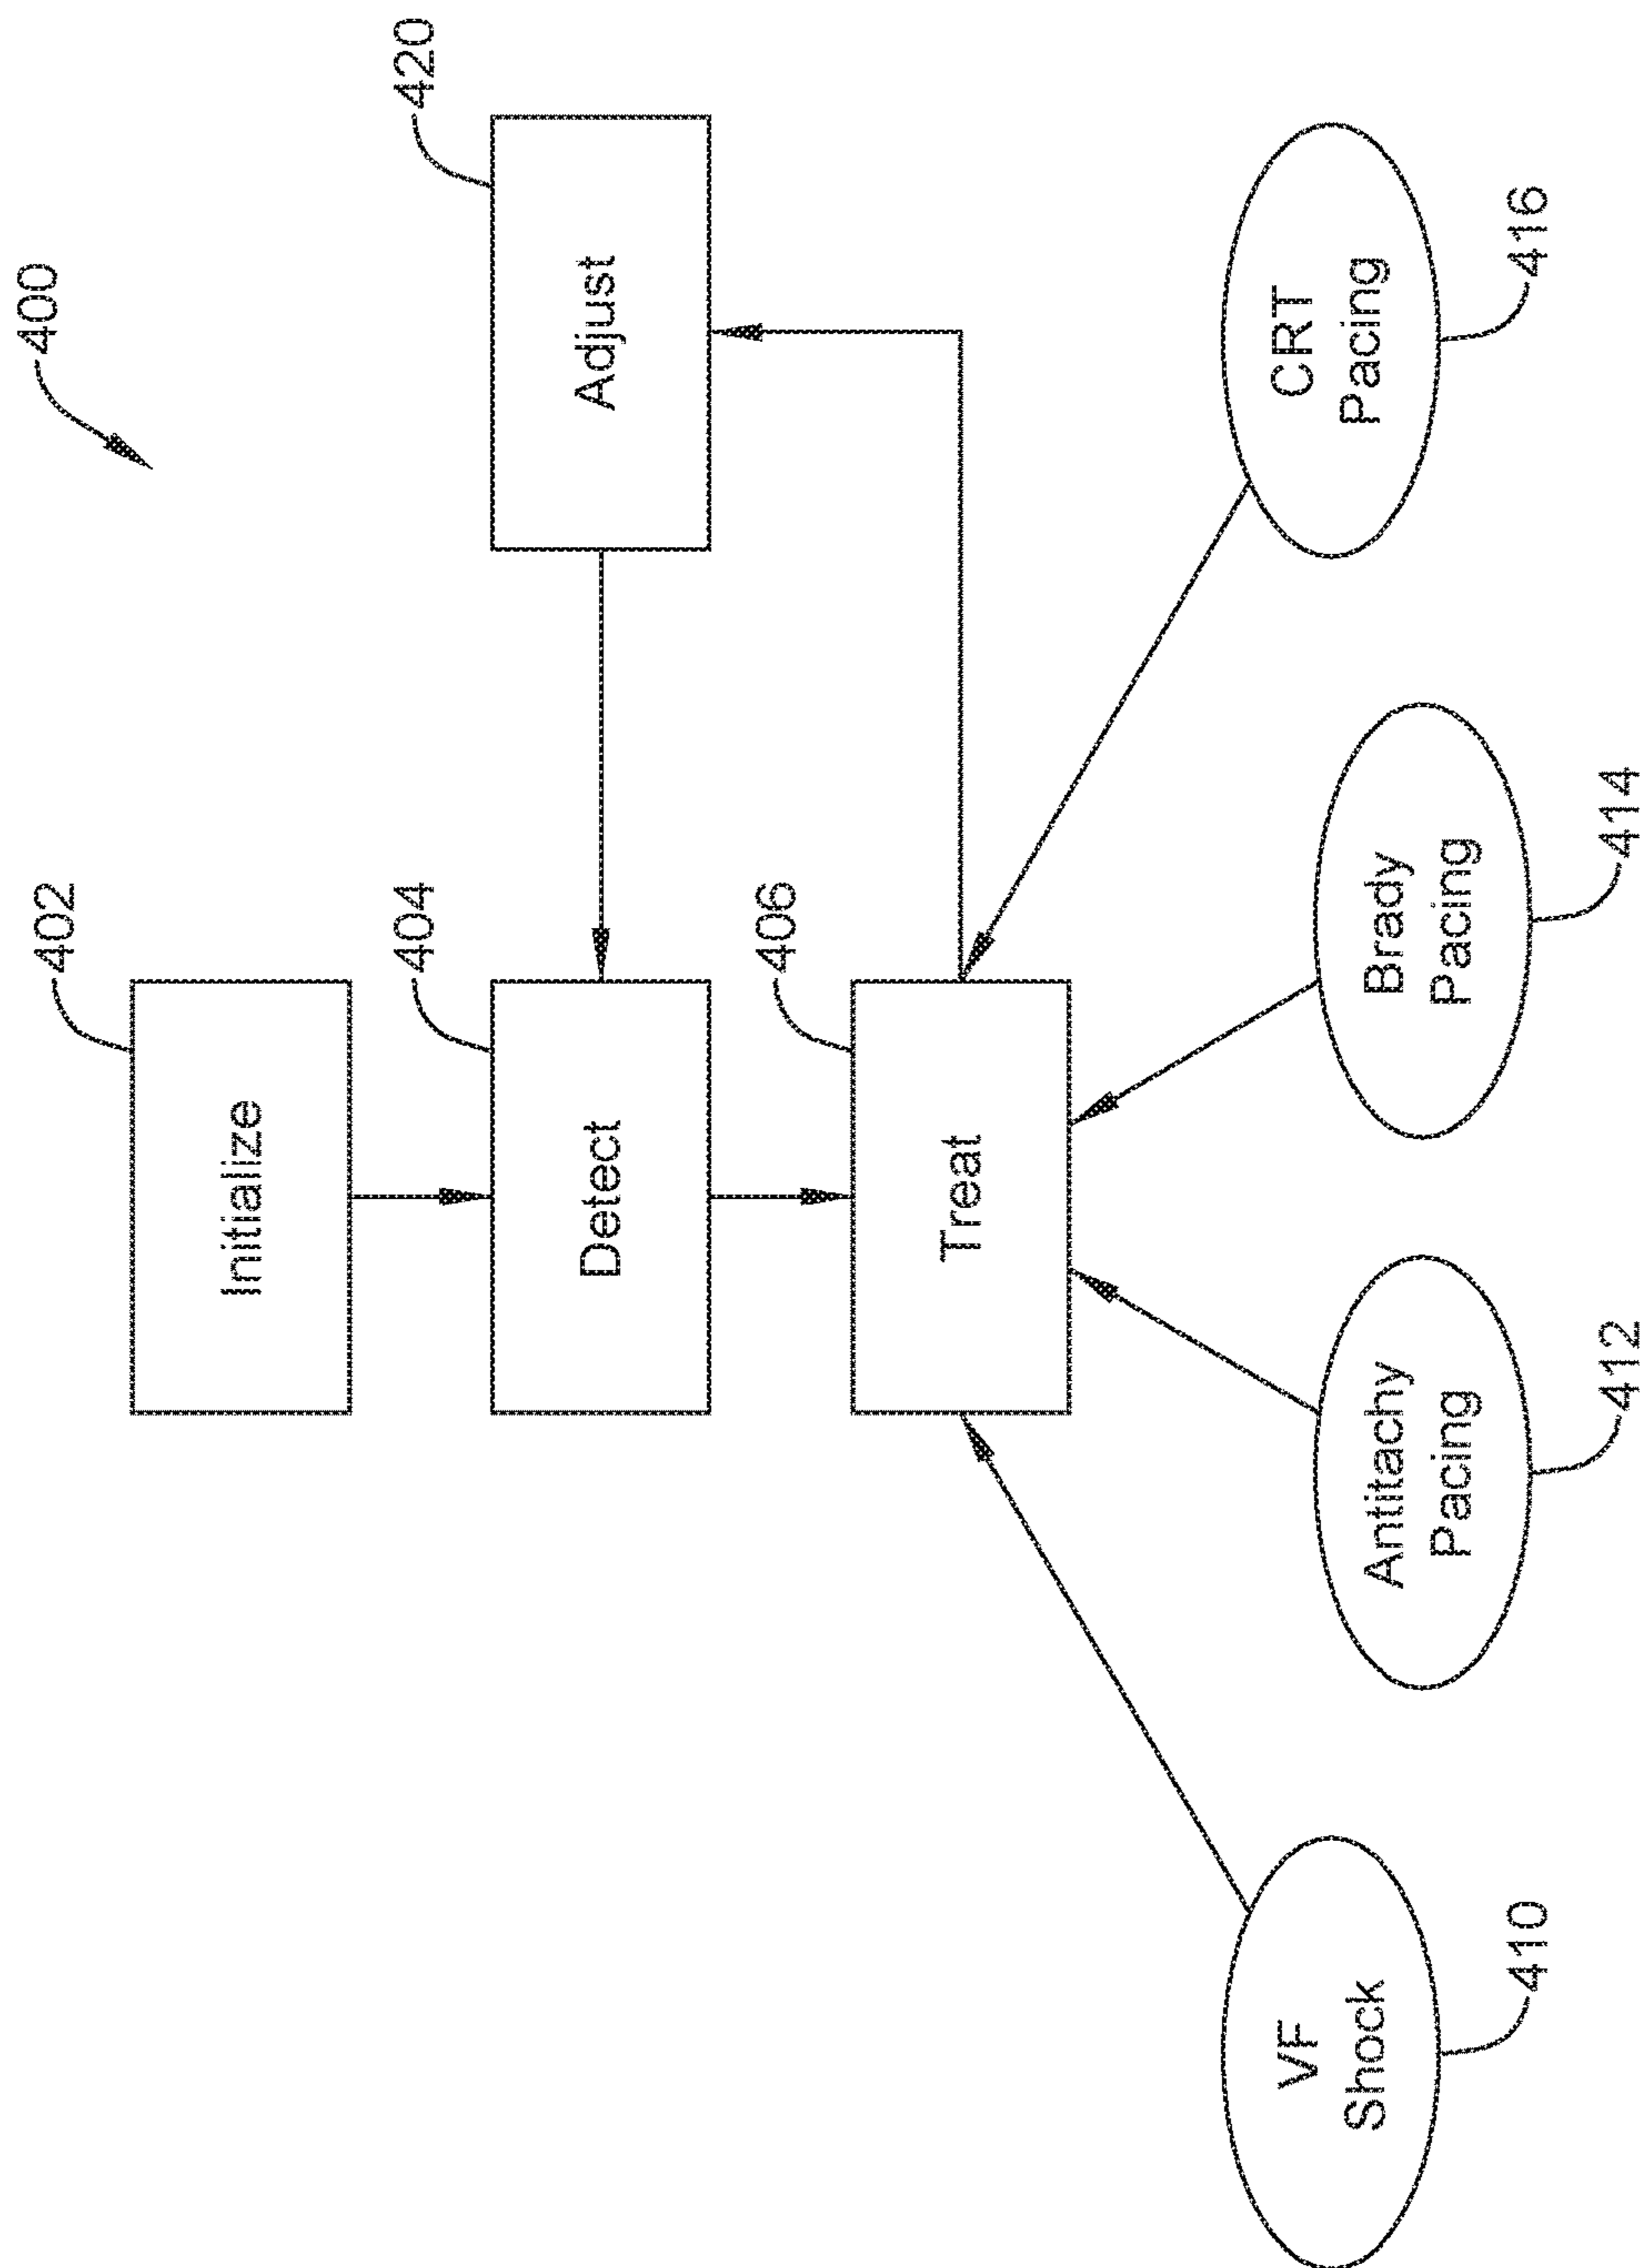 400
402
Initialize
404
Detect
420
Adjust
406
Treat
VF
Shock
410
Antitachy
Pacing
412
Brady
Pacing
414
CRT
Pacing
416